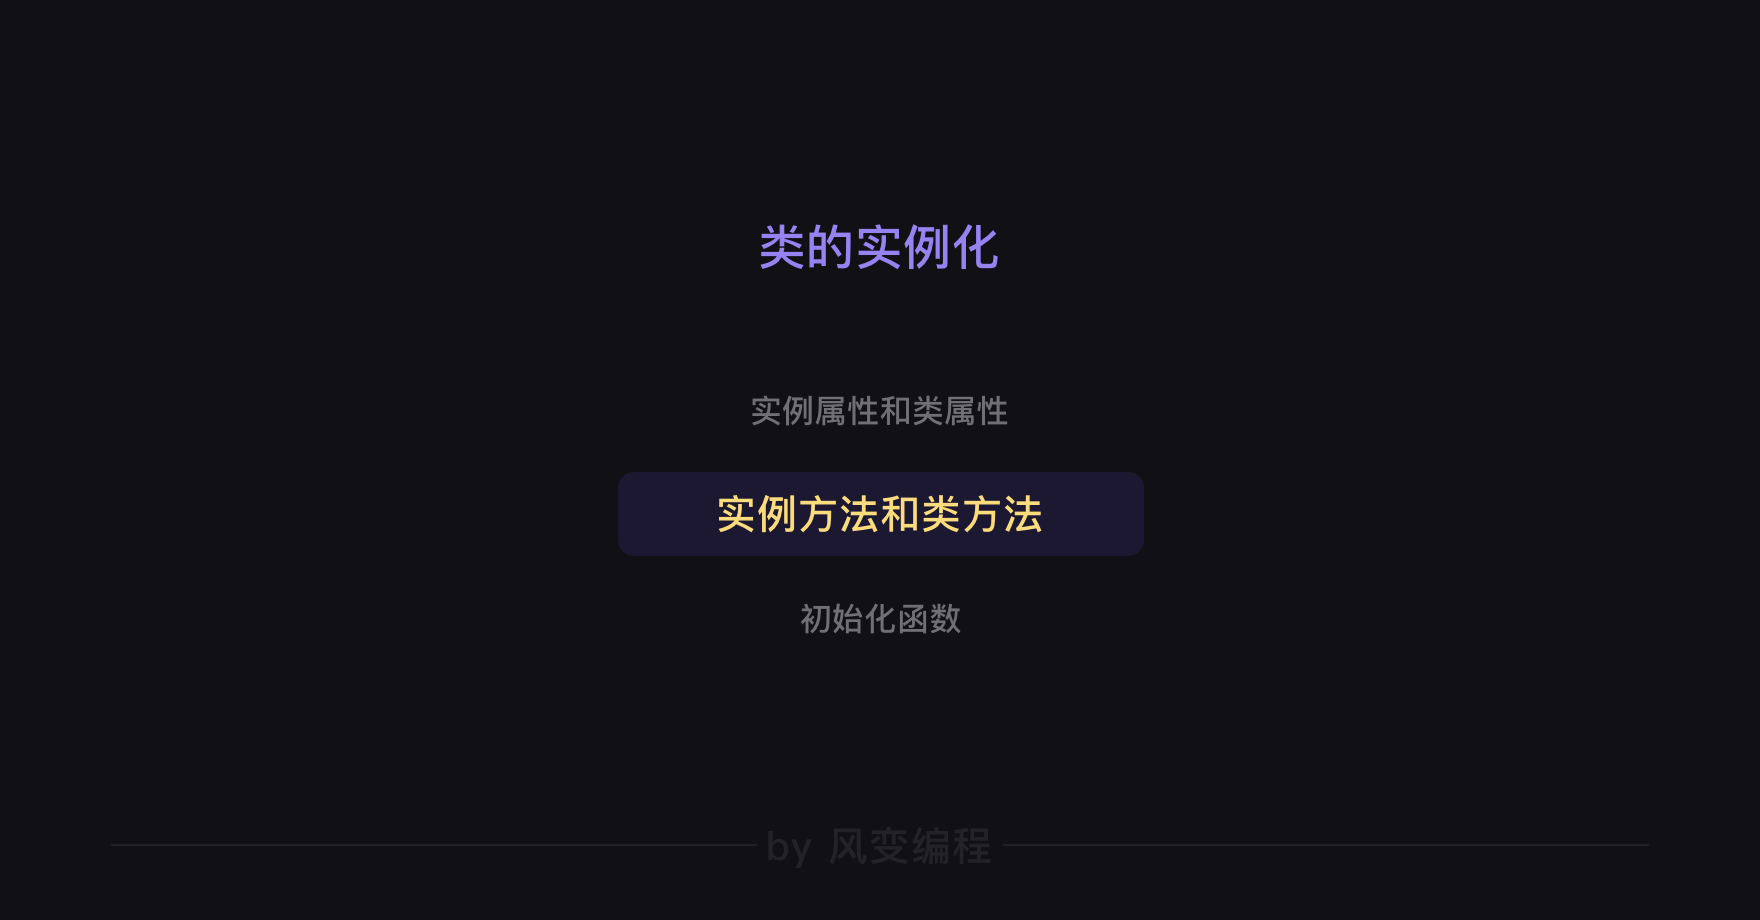 类的实例化
实例属性和类属性
实例方法和类方法
初始化函数
by 风变编程